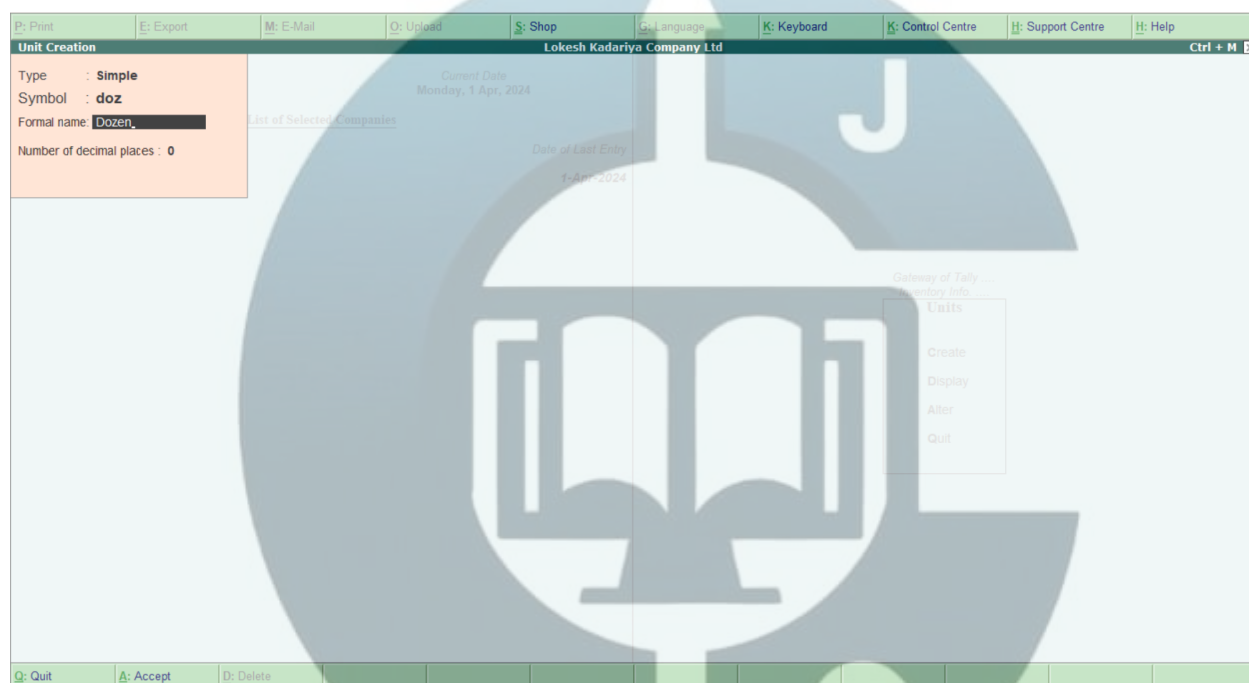 P: Print E: Export M: E-Mail O: Upload S: Shop G: Language K: Keyboard K: Control Centre H: Support Centre H: Help
Unit Creation Lokesh Kadariya Company Ltd Ctrl + M
Type : Simple
Symbol : doz
Formal name: Dozen
Number of decimal places : 0
Current Date
Monday, 1 Apr, 2024
List of Selected Companies
Date of Last Entry
1-Apr-2024
J
Gateway of Tally ....
Inventory Info. ....
Units
Create
Display
Alter
Quit
Q: Quit A: Accept D: Delete